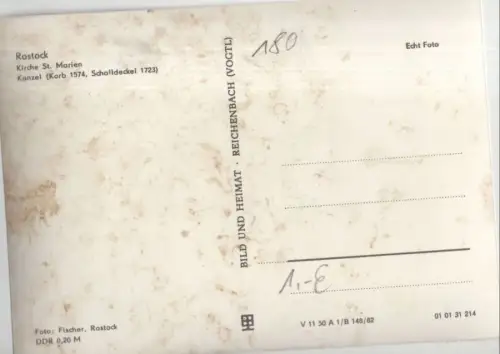 Rostock
Kirche St. Marien
Kanzel (Korb 1574, Schalldeckel 1723)
180
Echt Foto
BILD UND HEIMAT · REICHENBACH (VOGTL)
1,-€
Foto: Fischer, Rostock
DDR 0,20 M
V 11 50 A 1/B 148/82
01 01 31 214